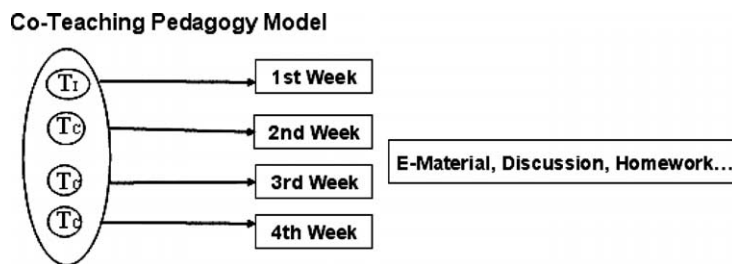 Co-Teaching Pedagogy Model
TI
1st Week
TC
2nd Week
E-Material, Discussion, Homework…
TC
3rd Week
TC
4th Week